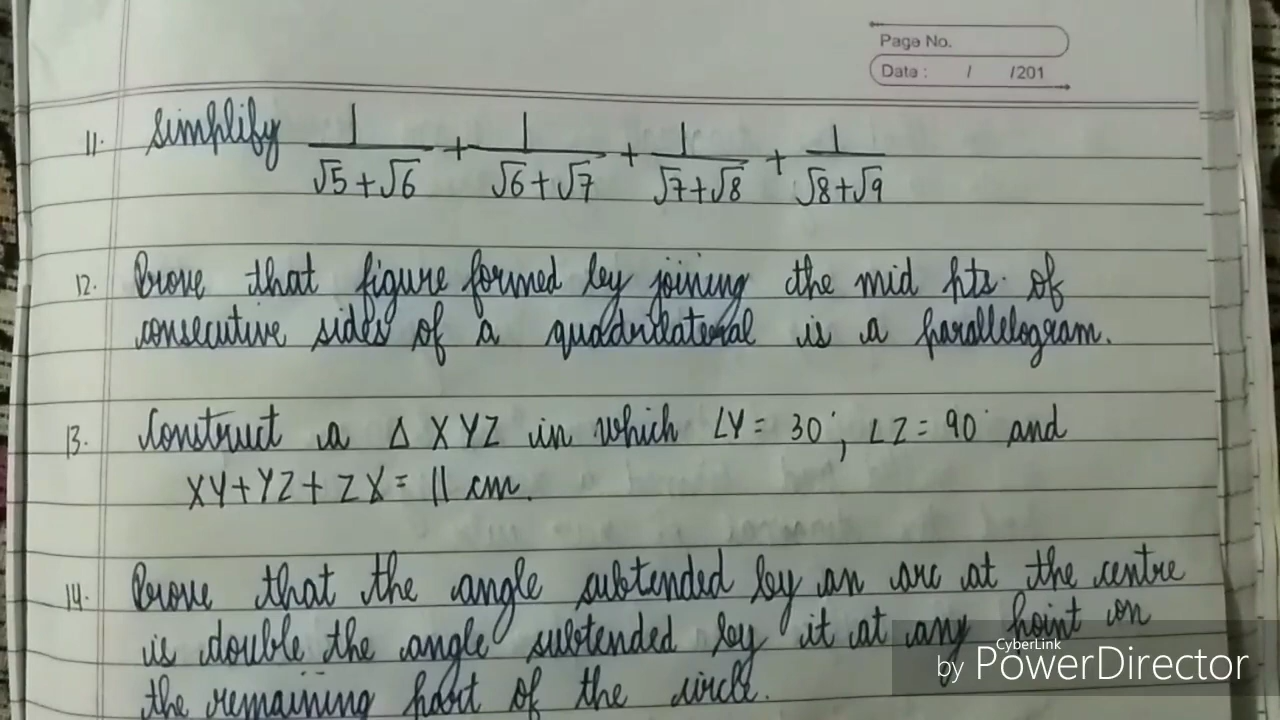 Page No.
Date : / /201
11. Simplify 1/(√5+√6) + 1/(√6+√7) + 1/(√7+√8) + 1/(√8+√9)
12. Prove that figure formed by joining the mid pts. of
consecutive sides of a quadrilateral is a parallelogram.
13. Construct a Δ XYZ in which ∠Y = 30°, ∠Z = 90° and
XY+YZ+ZX = 11 cm.
14. Prove that the angle subtended by an arc at the centre
is double the angle subtended by it at any point on
the remaining part of the circle.
CyberLink
by PowerDirector